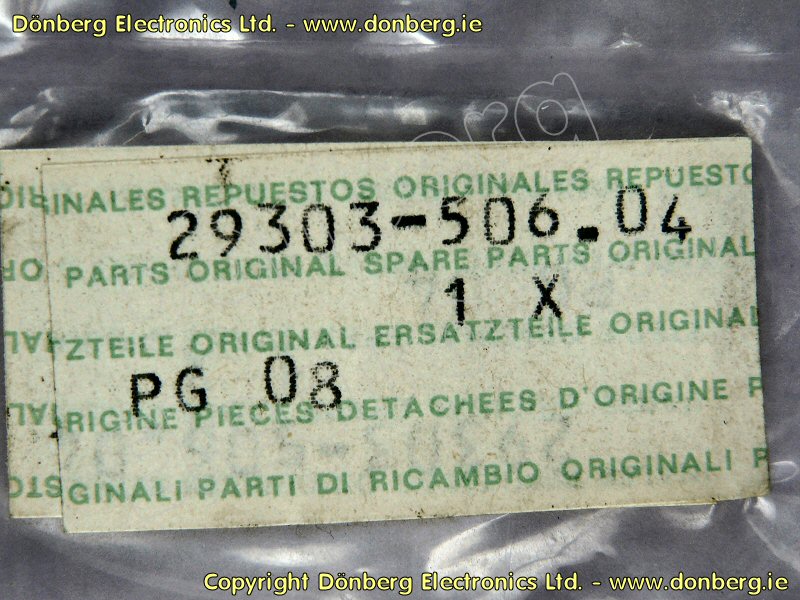 Dönberg Electronics Ltd. - www.donberg.ie
ORIGINALES REPUESTOS ORIGINALES REPUESTO
29303-506.04
PARTS ORIGINAL SPARE PARTS ORIGINAL
1 X
TZTEILE ORIGINAL ERSATZTEILE ORIGINAL
PG 08
RIGINE PIECES DETACHEES D'ORIGINE P
GINALI PARTI DI RICAMBIO ORIGINALI P
Copyright Dönberg Electronics Ltd. - www.donberg.ie